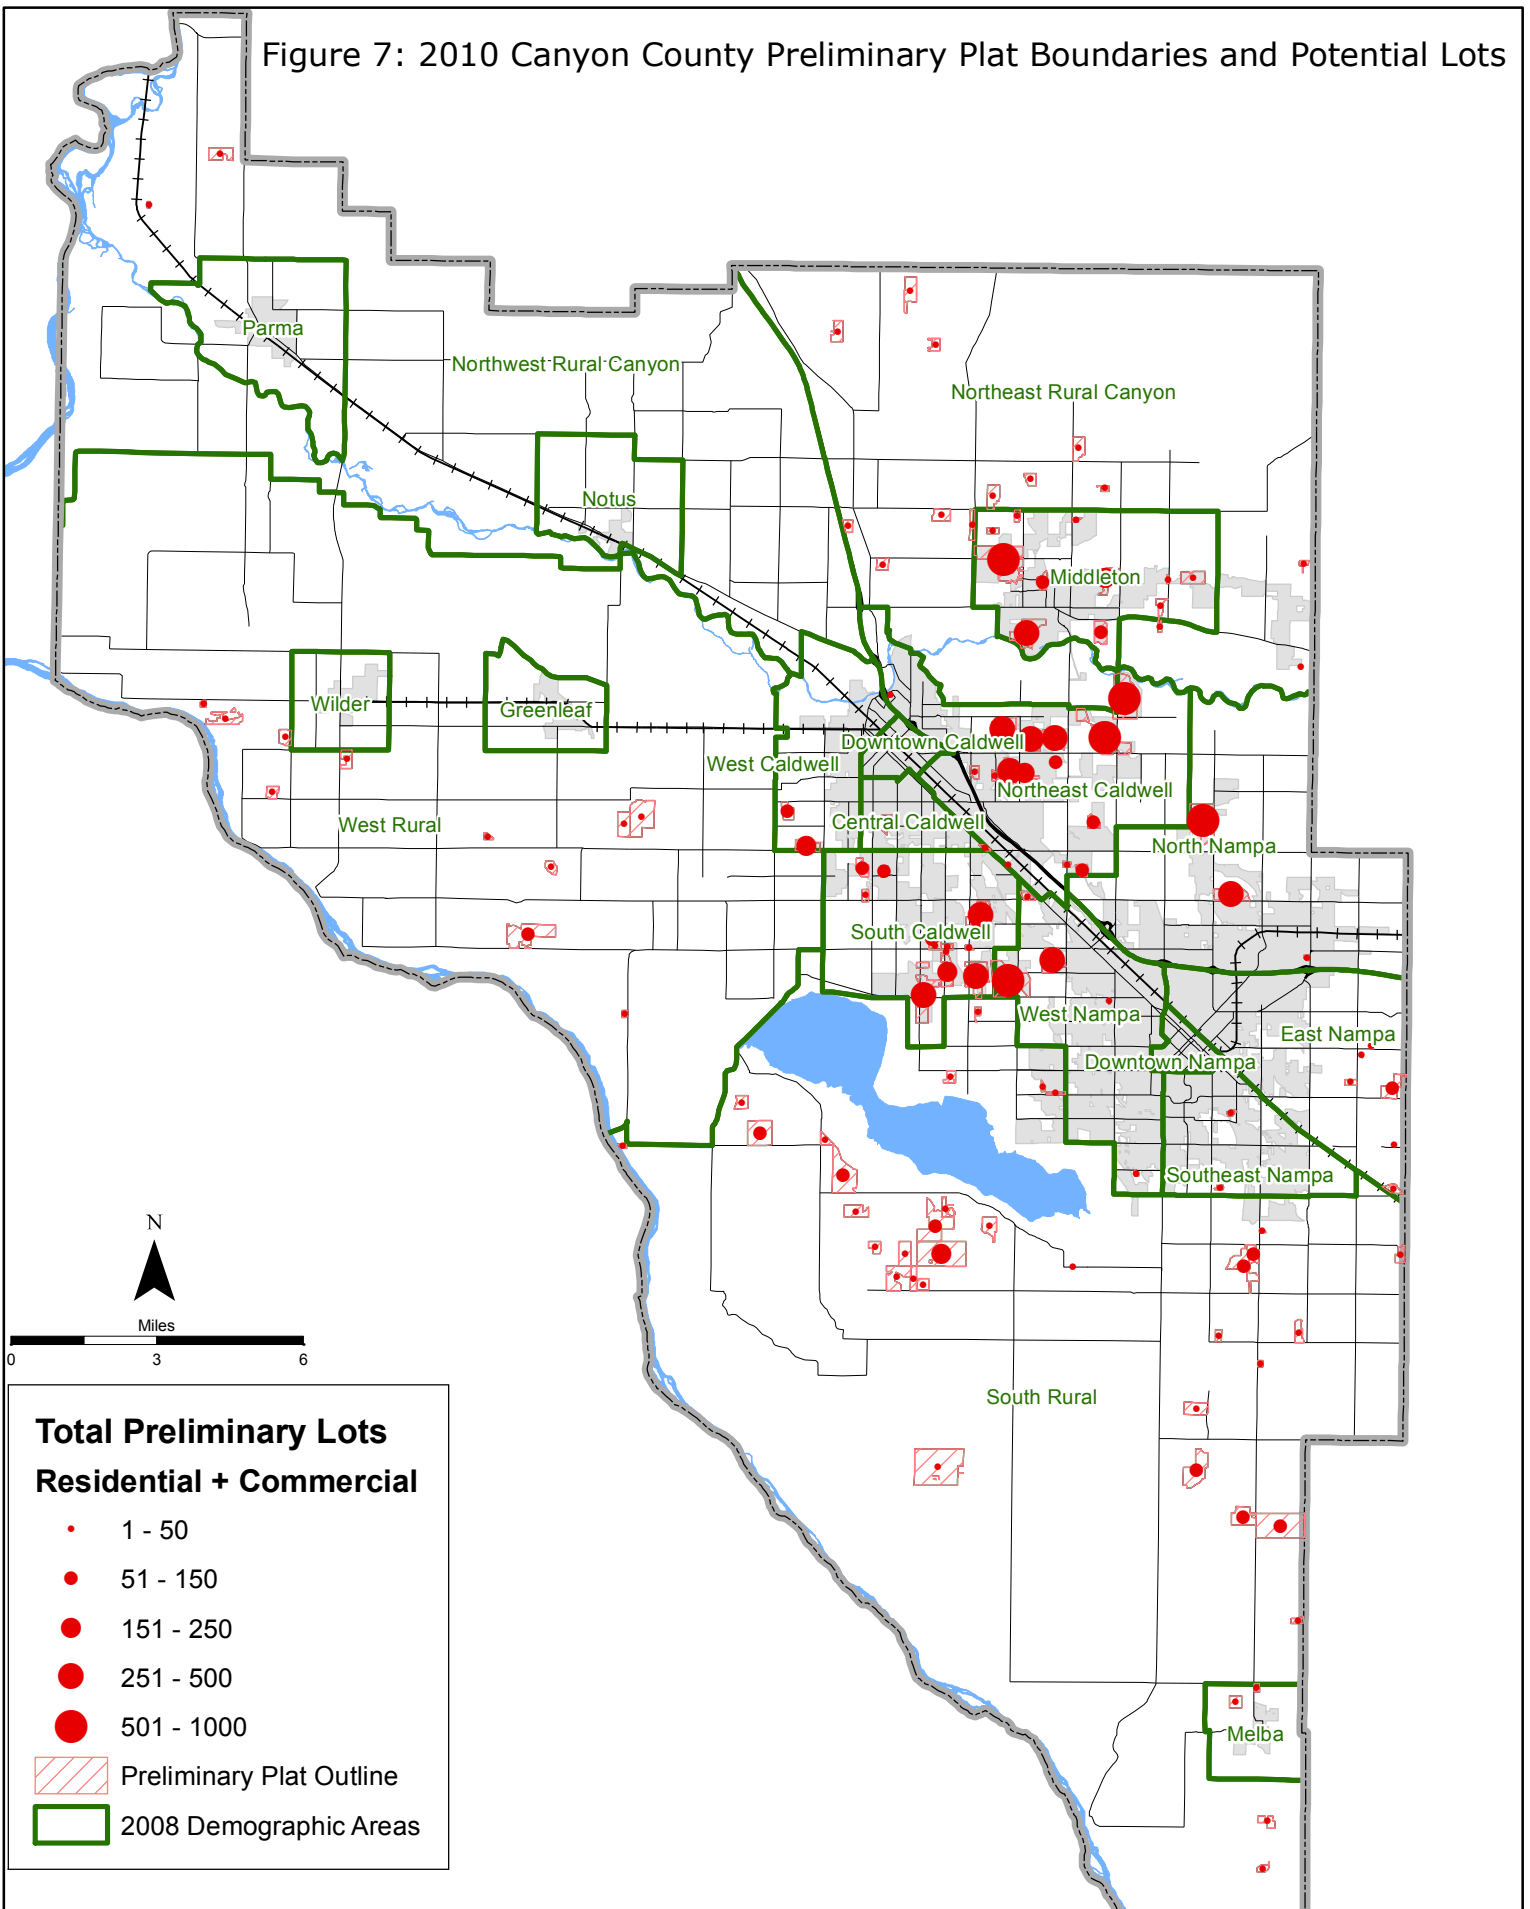 Figure 7: 2010 Canyon County Preliminary Plat Boundaries and Potential Lots
Parma
Northwest Rural Canyon
Northeast Rural Canyon
Notus
Middleton
Wilder
Greenleaf
Downtown Caldwell
West Caldwell
Northeast Caldwell
Central Caldwell
West Rural
North Nampa
South Caldwell
West Nampa
East Nampa
Downtown Nampa
Southeast Nampa
South Rural
Melba
N
Miles
0 3 6
Total Preliminary Lots
Residential + Commercial
1 - 50
51 - 150
151 - 250
251 - 500
501 - 1000
Preliminary Plat Outline
2008 Demographic Areas